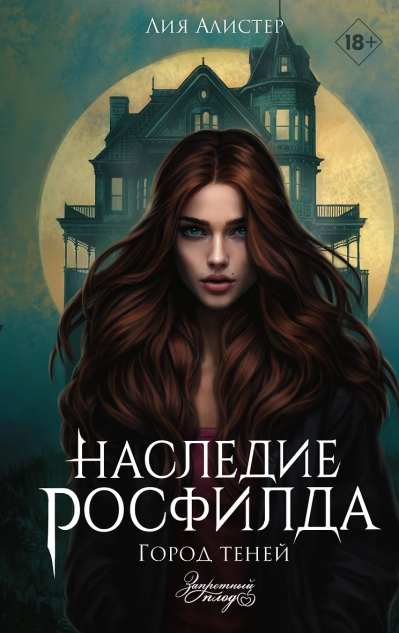 Лия Алистер
18+
Наследие
Росфилда
Город теней
Запретный
плод